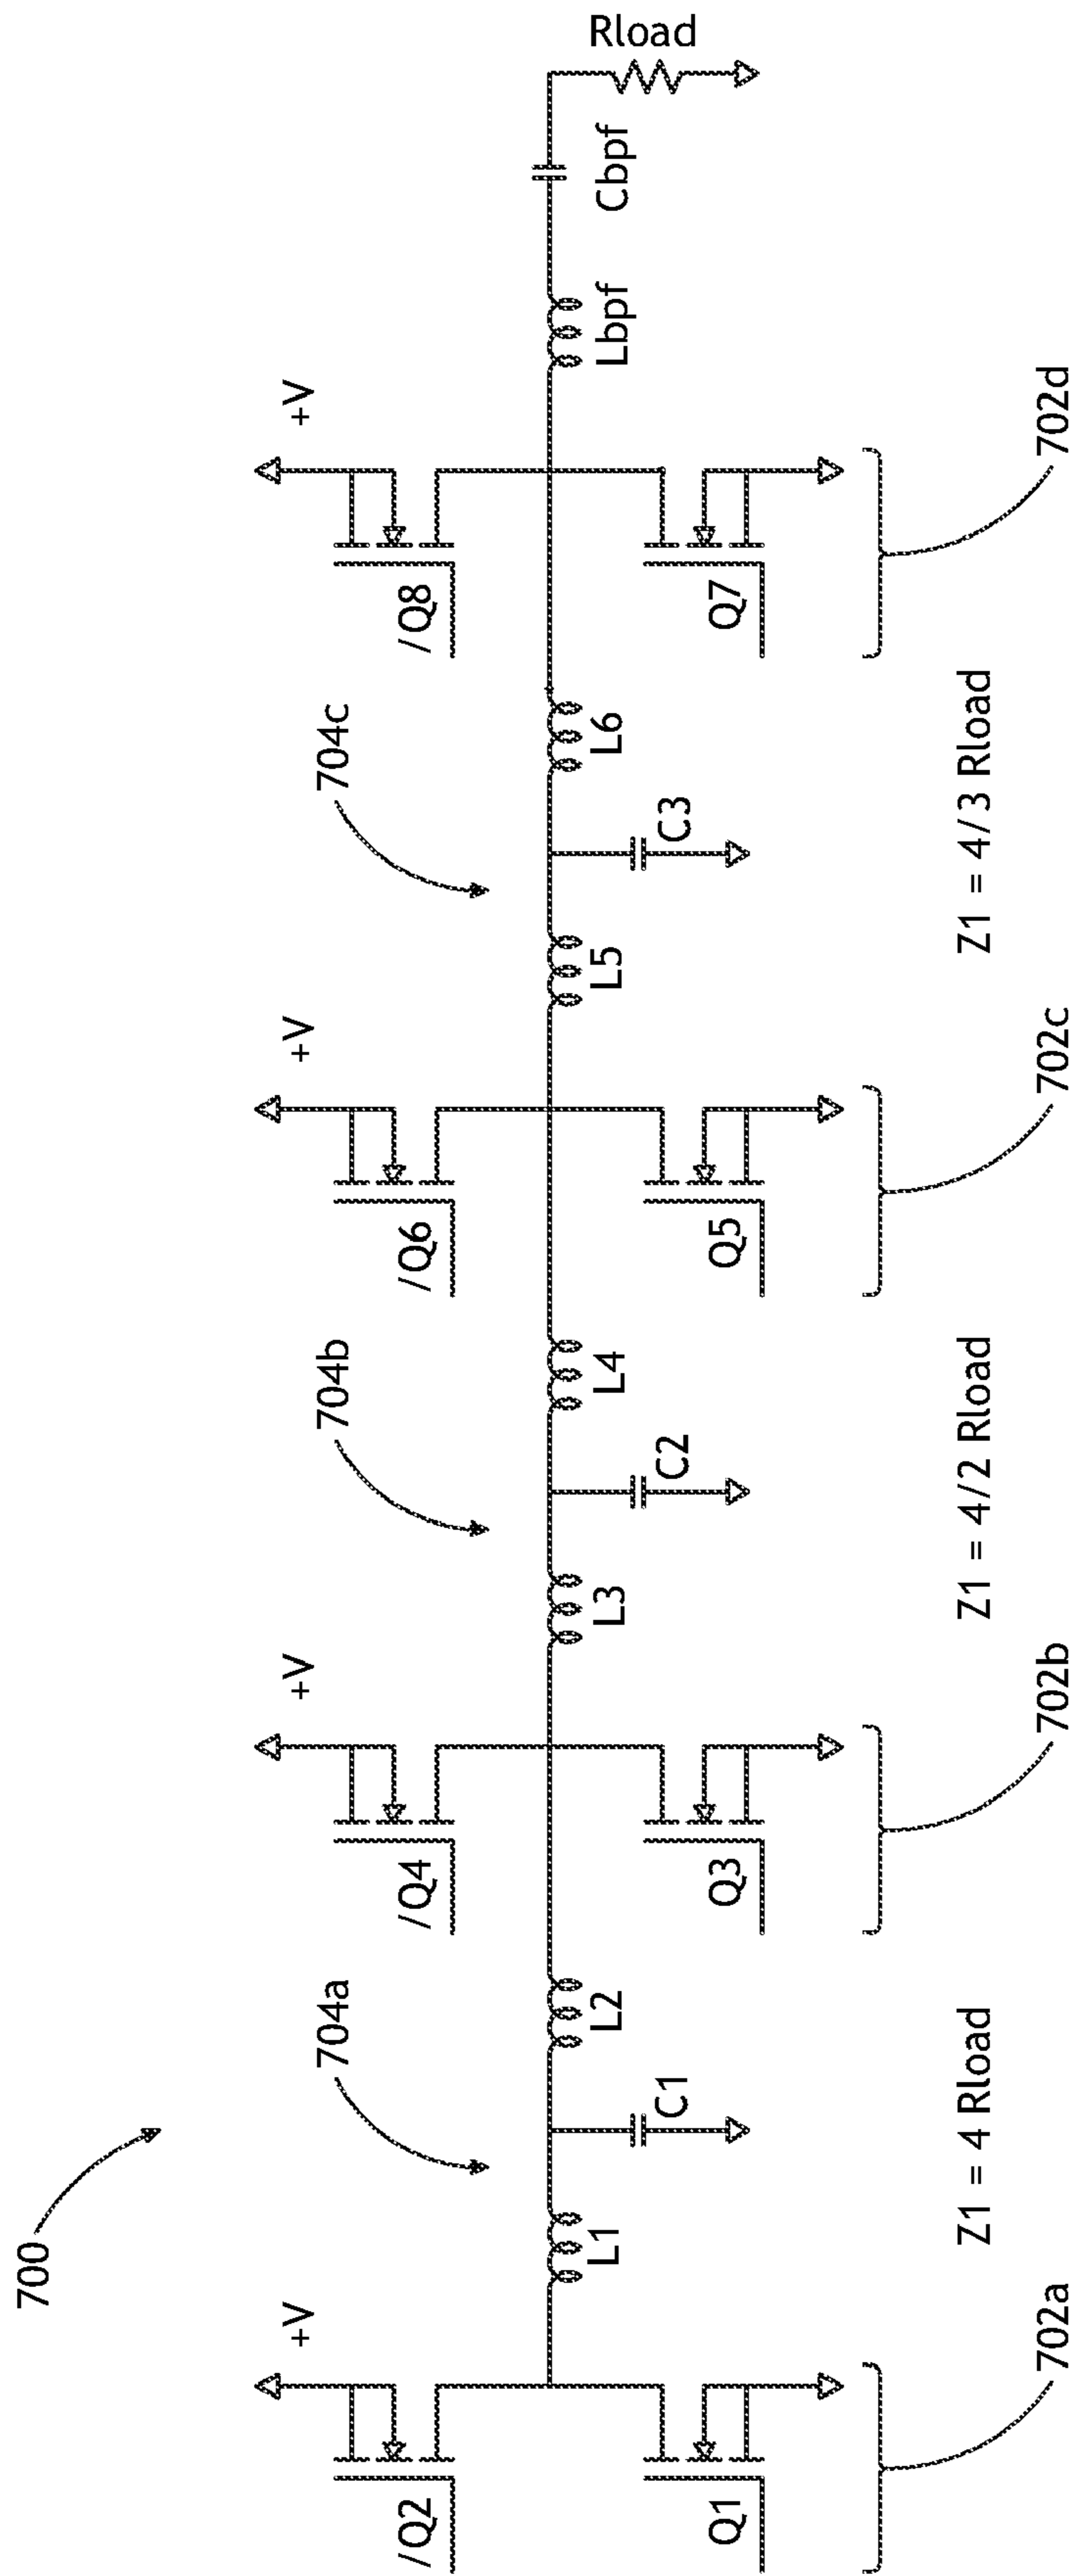 700
704a
704b
704c
+V
+V
+V
+V
Rload
/Q2
/Q4
/Q6
/Q8
L1
L2
L3
L4
L5
L6
Lbpf
Cbpf
C1
C2
C3
Q1
Q3
Q5
Q7
Z1 = 4 Rload
Z1 = 4/2 Rload
Z1 = 4/3 Rload
702a
702b
702c
702d